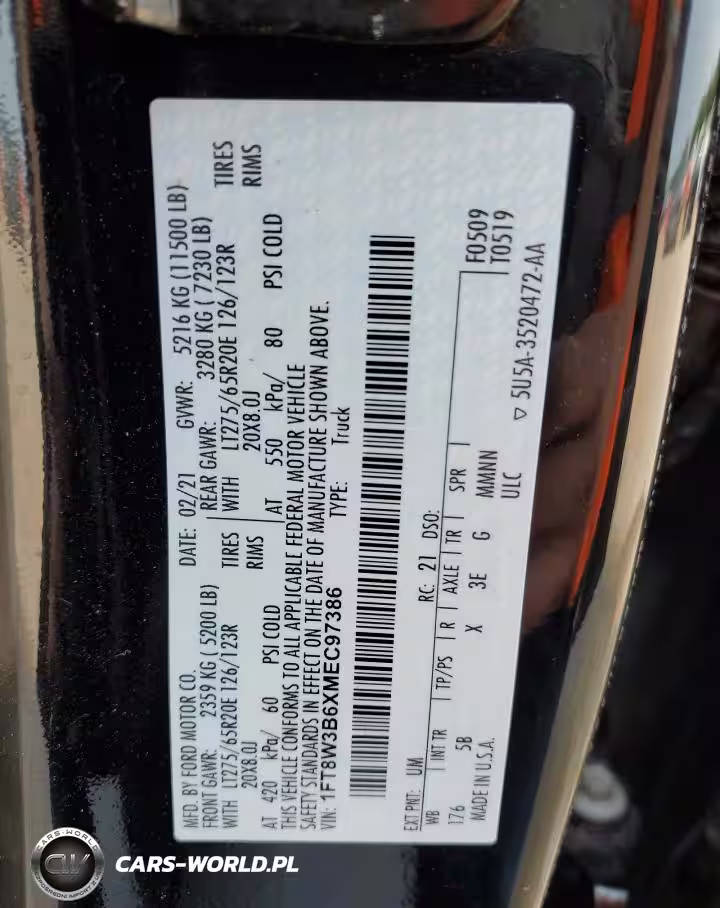 MFD. BY FORD MOTOR CO.
DATE: 02/21 GVWR: 5216 KG (11500 LB)
FRONT GAWR: 2359 KG ( 5200 LB) REAR GAWR: 3280 KG ( 7230 LB)
WITH LT275/65R20E 126/123R TIRES WITH LT275/65R20E 126/123R TIRES
20X8.0J RIMS 20X8.0J RIMS
AT 420 kPa/ 60 PSI COLD AT 550 kPa/ 80 PSI COLD
THIS VEHICLE CONFORMS TO ALL APPLICABLE FEDERAL MOTOR VEHICLE
SAFETY STANDARDS IN EFFECT ON THE DATE OF MANUFACTURE SHOWN ABOVE.
VIN: 1FT8W3B6XMEC97386 TYPE: Truck
EXT PNT: UM RC: 21 DSO:
WB INT TR TP/PS R AXLE TR SPR F0509
176 5B X 3E G MMNNN T0519
MADE IN U.S.A. ULC ▽ 5U5A-3520472-AA
CARS-WORLD
CW
CARS-WORLD.PL